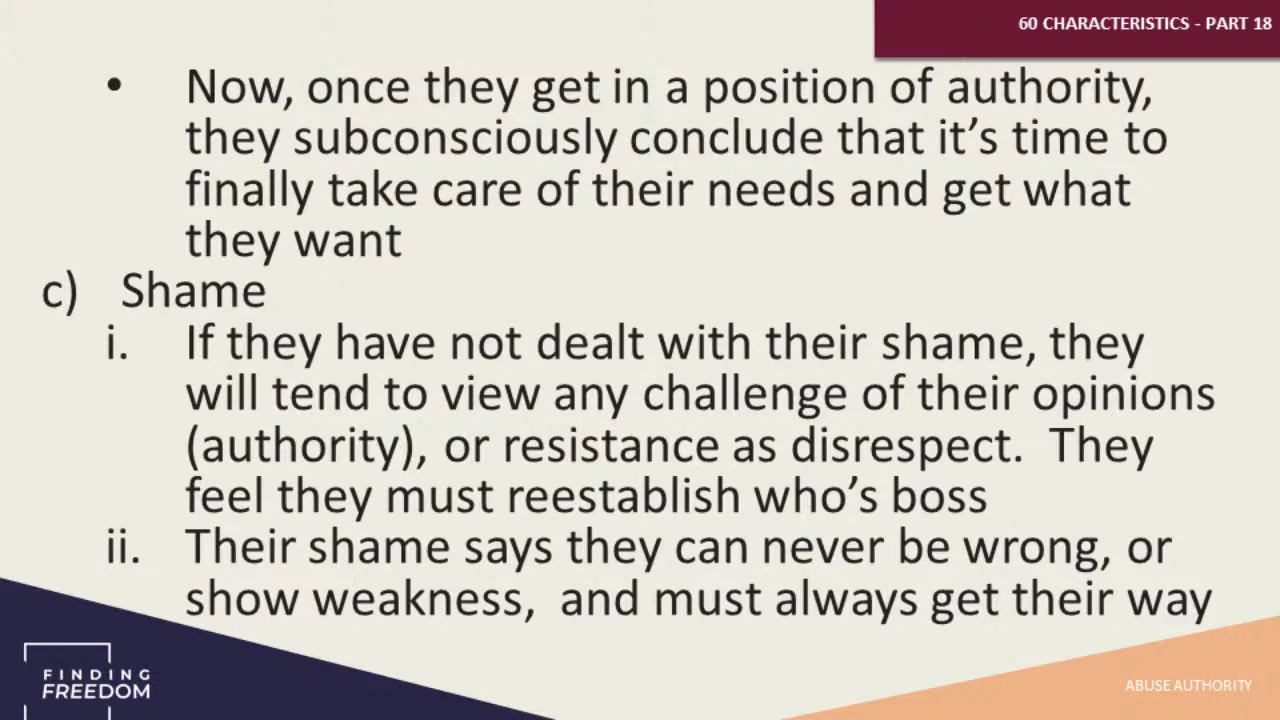 60 CHARACTERISTICS - PART 18
• Now, once they get in a position of authority,
they subconsciously conclude that it’s time to
finally take care of their needs and get what
they want
c) Shame
i. If they have not dealt with their shame, they
will tend to view any challenge of their opinions
(authority), or resistance as disrespect.  They
feel they must reestablish who’s boss
ii. Their shame says they can never be wrong, or
show weakness,  and must always get their way
FINDING
FREEDOM
ABUSE AUTHORITY